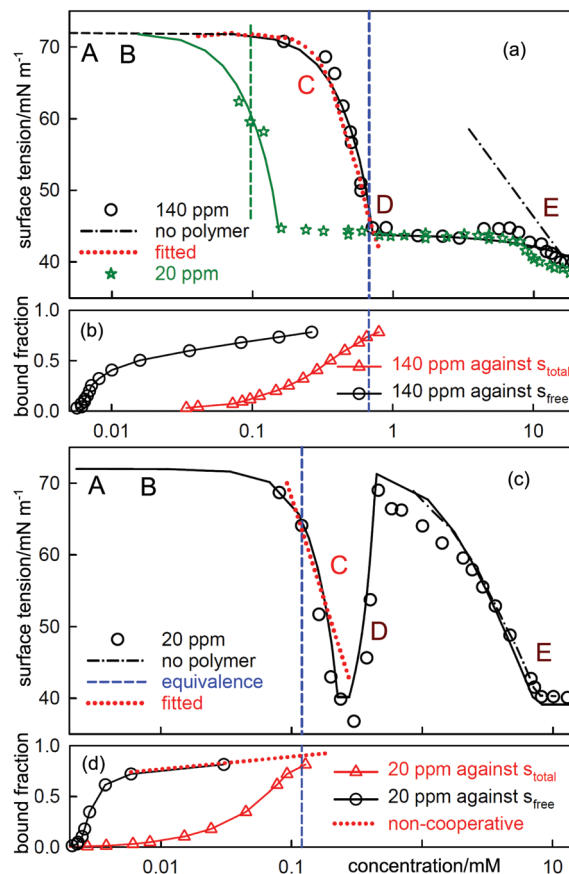 (a)
A B
C
D
E
surface tension/mN m⁻¹
70
60
50
40
140 ppm
no polymer
fitted
20 ppm
(b)
bound fraction
1.0
0.5
0.0
140 ppm against s_total
140 ppm against s_free
0.01 0.1 1 10
(c)
A B
C
D
E
surface tension/mN m⁻¹
70
60
50
40
20 ppm
no polymer
equivalence
fitted
(d)
bound fraction
1.0
0.5
0.0
20 ppm against s_total
20 ppm against s_free
non-cooperative
0.01 0.1 concentration/mM 10